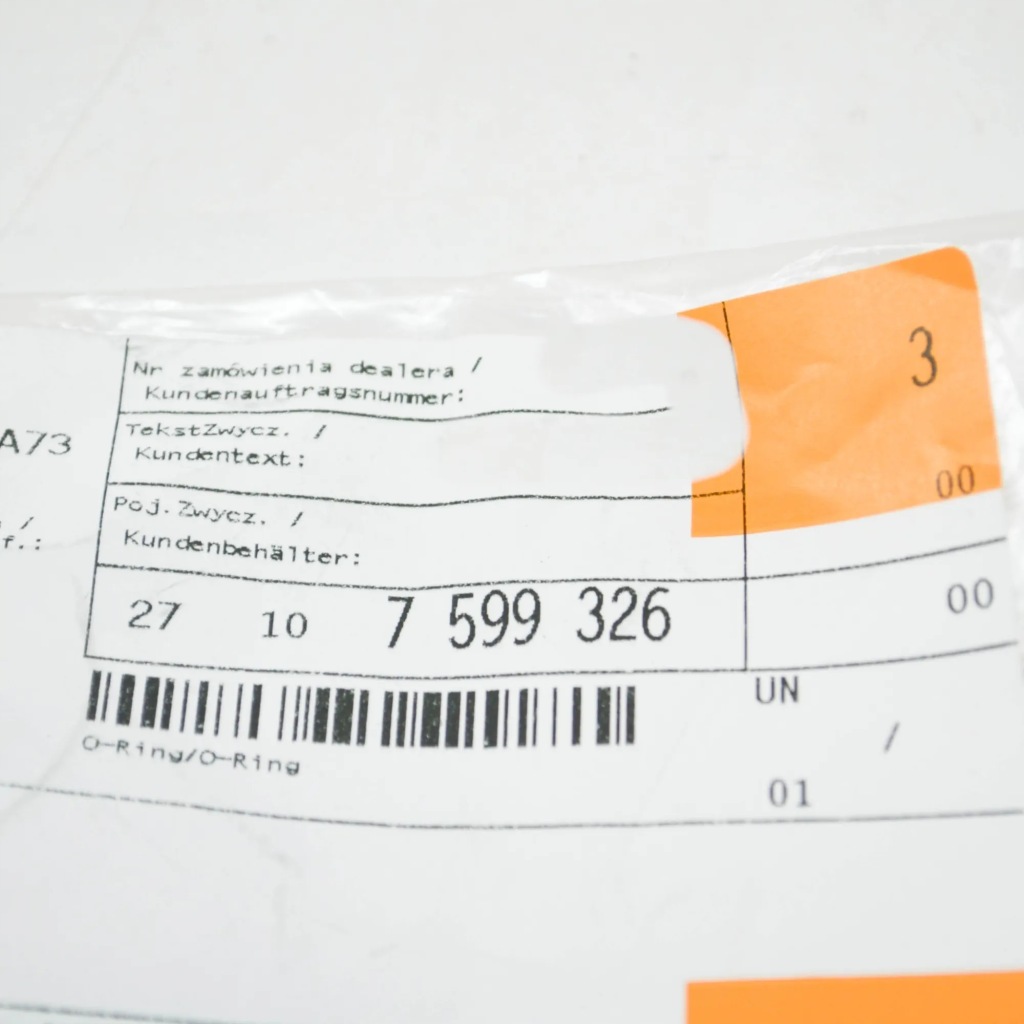 3
Nr zamówienia dealera /
Kundenauftragsnummer:
A73
TekstZwycz. /
Kundentext:
00
Poj.Zwycz. /
/
f.:
Kundenbehälter:
27 10 7 599 326
00
UN
/
O-Ring/O-Ring
01